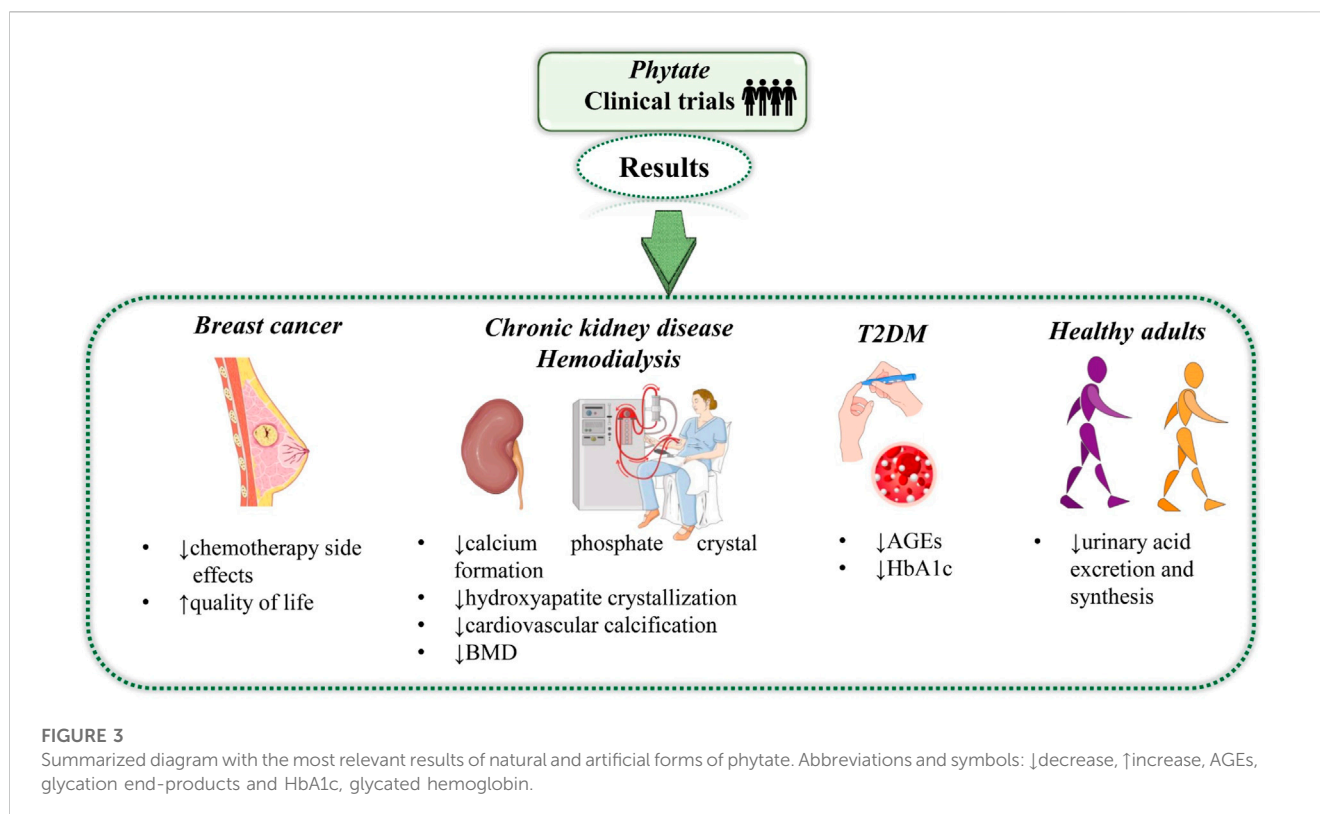 Phytate
Clinical trials
Results
Breast cancer
↓chemotherapy side
effects
↑quality of life
Chronic kidney disease
Hemodialysis
↓calcium phosphate crystal
formation
↓hydroxyapatite crystallization
↓cardiovascular calcification
↓BMD
T2DM
↓AGEs
↓HbA1c
Healthy adults
↓urinary acid
excretion and
synthesis
FIGURE 3
Summarized diagram with the most relevant results of natural and artificial forms of phytate. Abbreviations and symbols: ↓decrease, ↑increase, AGEs,
glycation end-products and HbA1c, glycated hemoglobin.